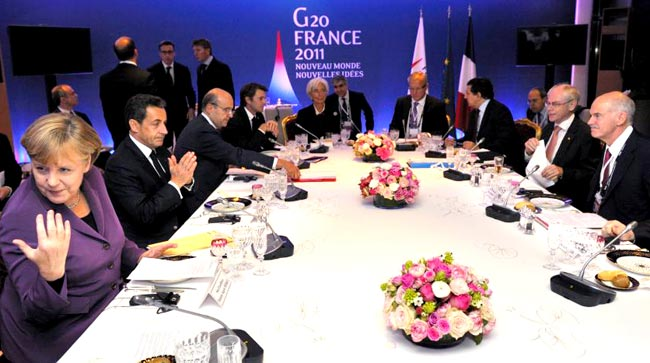 G20
FRANCE
2011
NOUVEAU MONDE
NOUVELLES IDÉES